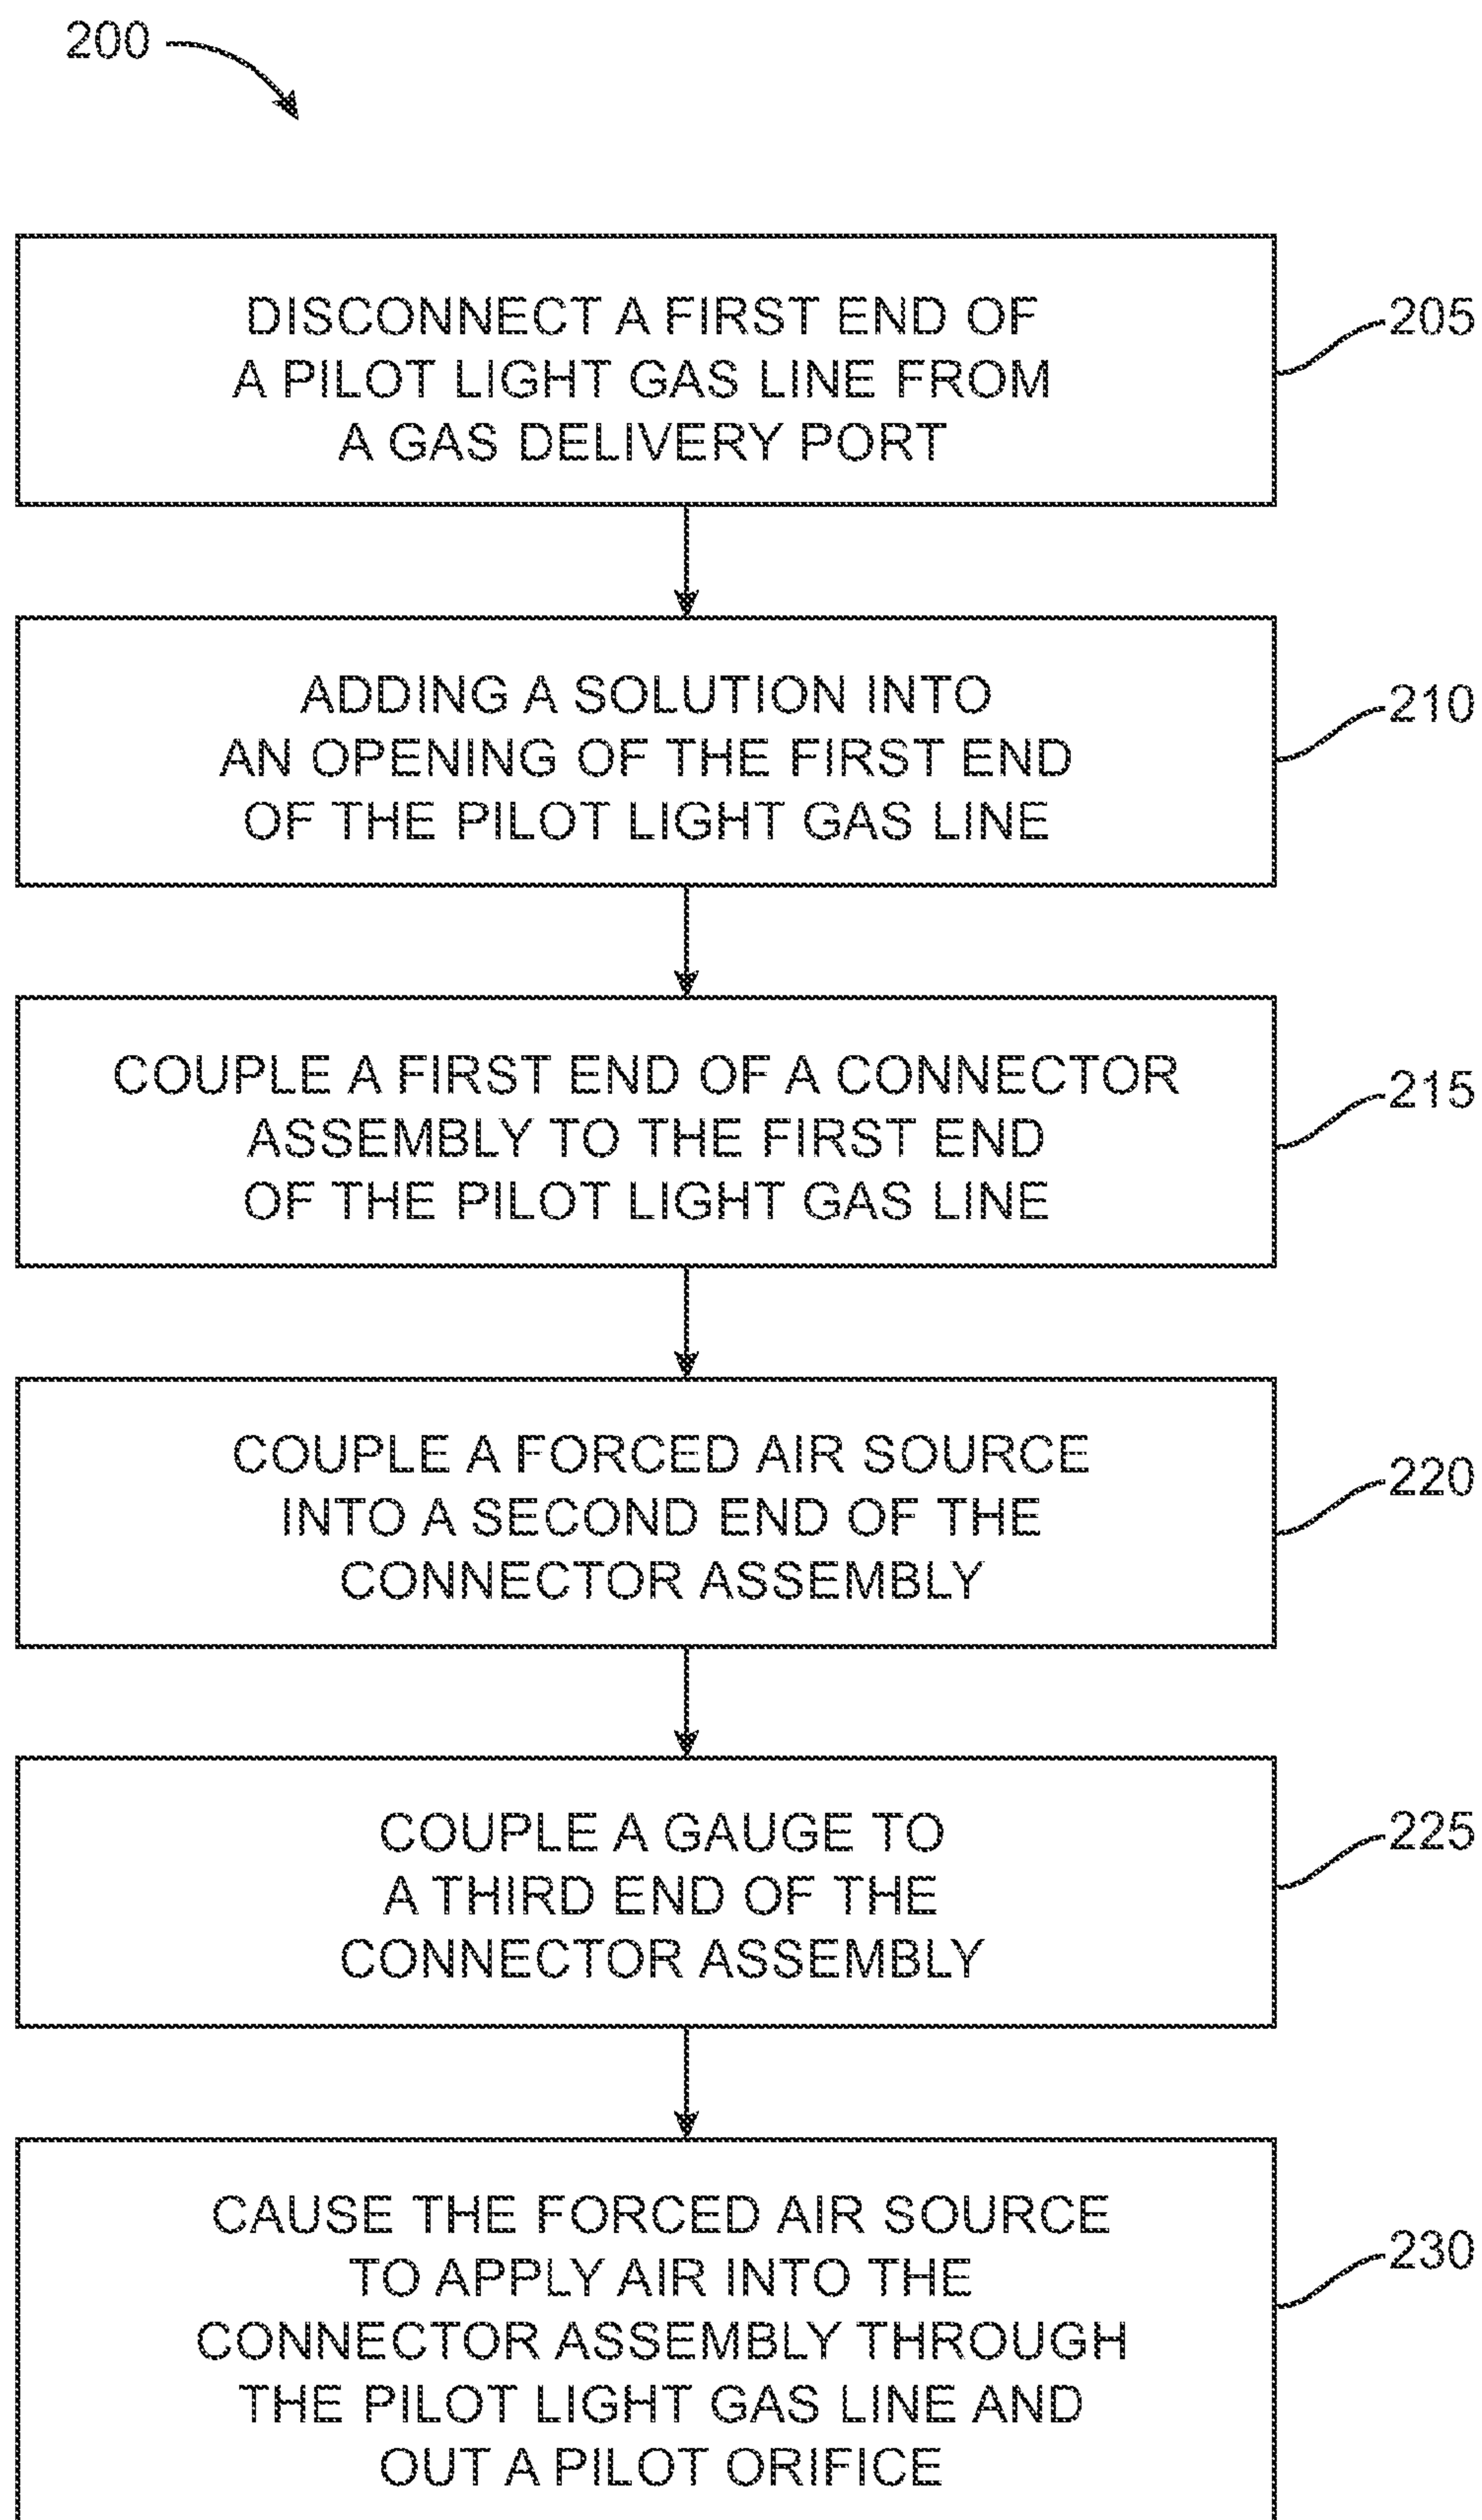 200
DISCONNECT A FIRST END OF
A PILOT LIGHT GAS LINE FROM
A GAS DELIVERY PORT
205
ADDING A SOLUTION INTO
AN OPENING OF THE FIRST END
OF THE PILOT LIGHT GAS LINE
210
COUPLE A FIRST END OF A CONNECTOR
ASSEMBLY TO THE FIRST END
OF THE PILOT LIGHT GAS LINE
215
COUPLE A FORCED AIR SOURCE
INTO A SECOND END OF THE
CONNECTOR ASSEMBLY
220
COUPLE A GAUGE TO
A THIRD END OF THE
CONNECTOR ASSEMBLY
225
CAUSE THE FORCED AIR SOURCE
TO APPLY AIR INTO THE
CONNECTOR ASSEMBLY THROUGH
THE PILOT LIGHT GAS LINE AND
OUT A PILOT ORIFICE
230